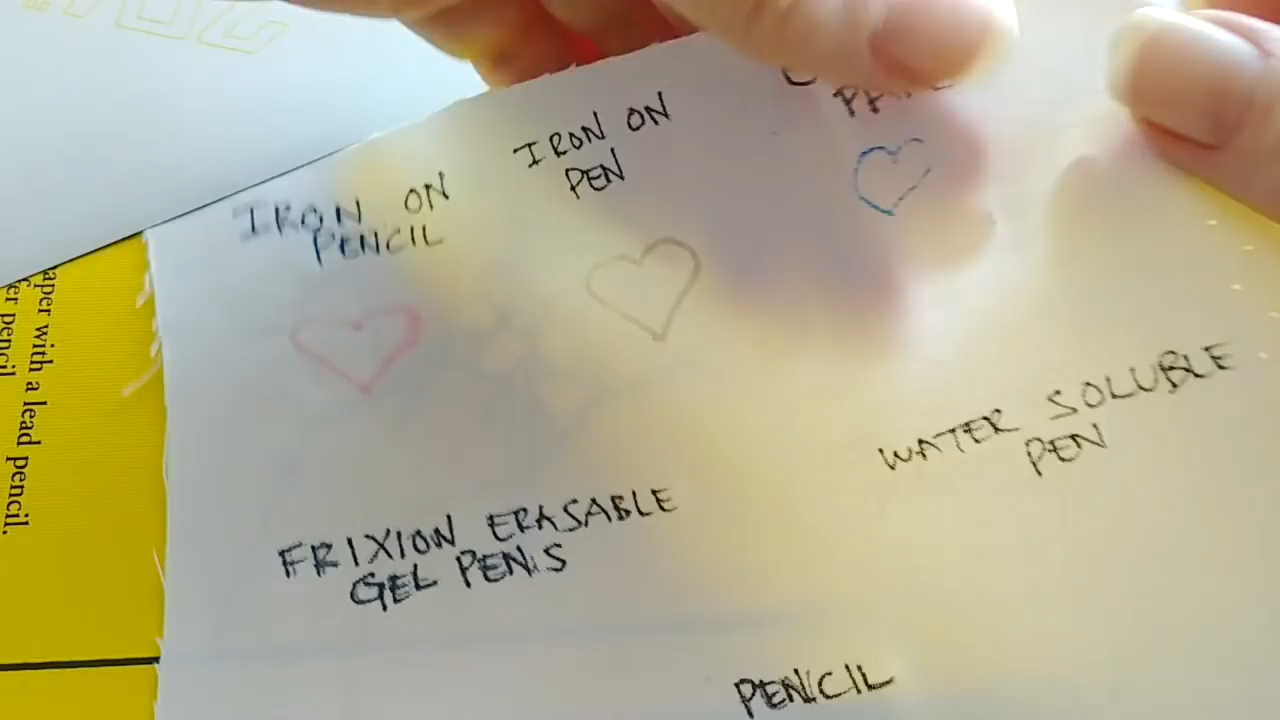 IRON ON
PENCIL
IRON ON
PEN
WATER SOLUBLE
PEN
FRIXION ERASABLE
GEL PENS
PENCIL
aper with a lead pencil.
er pencil